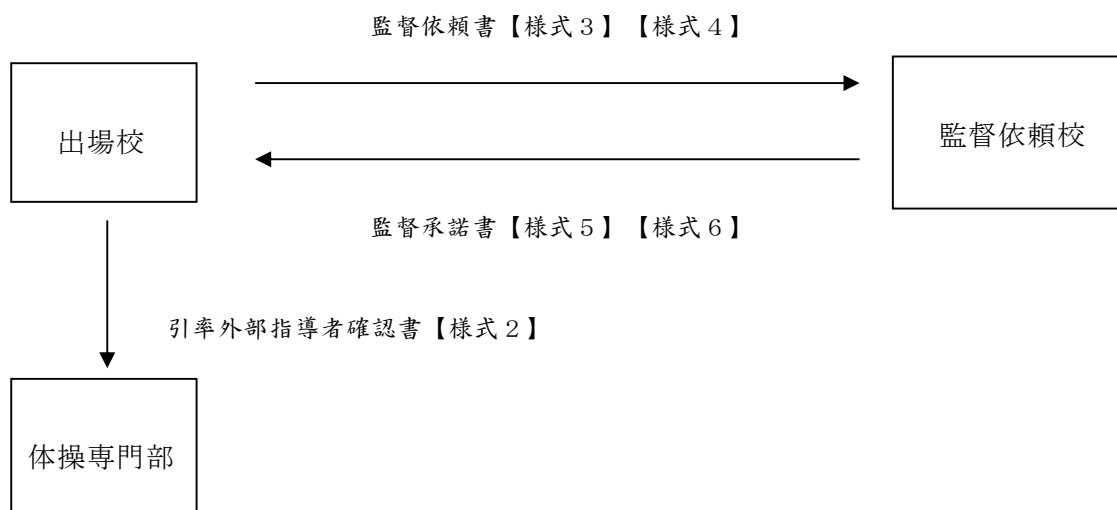 監督依頼書【様式３】【様式４】
出場校
監督依頼校
監督承諾書【様式５】【様式６】
引率外部指導者確認書【様式２】
体操専門部